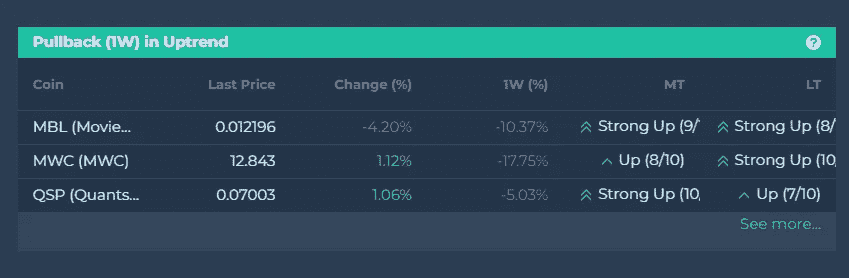 Pullback (1W) in Uptrend ?
Coin Last Price Change (%) 1W (%) MT LT
MBL (Movie... 0.012196 -4.20% -10.37% Strong Up (9/ Strong Up (8/
MWC (MWC) 12.843 1.12% -17.75% Up (8/10) Strong Up (10
QSP (Quants... 0.07003 1.06% -5.03% Strong Up (10, Up (7/10)
See more...